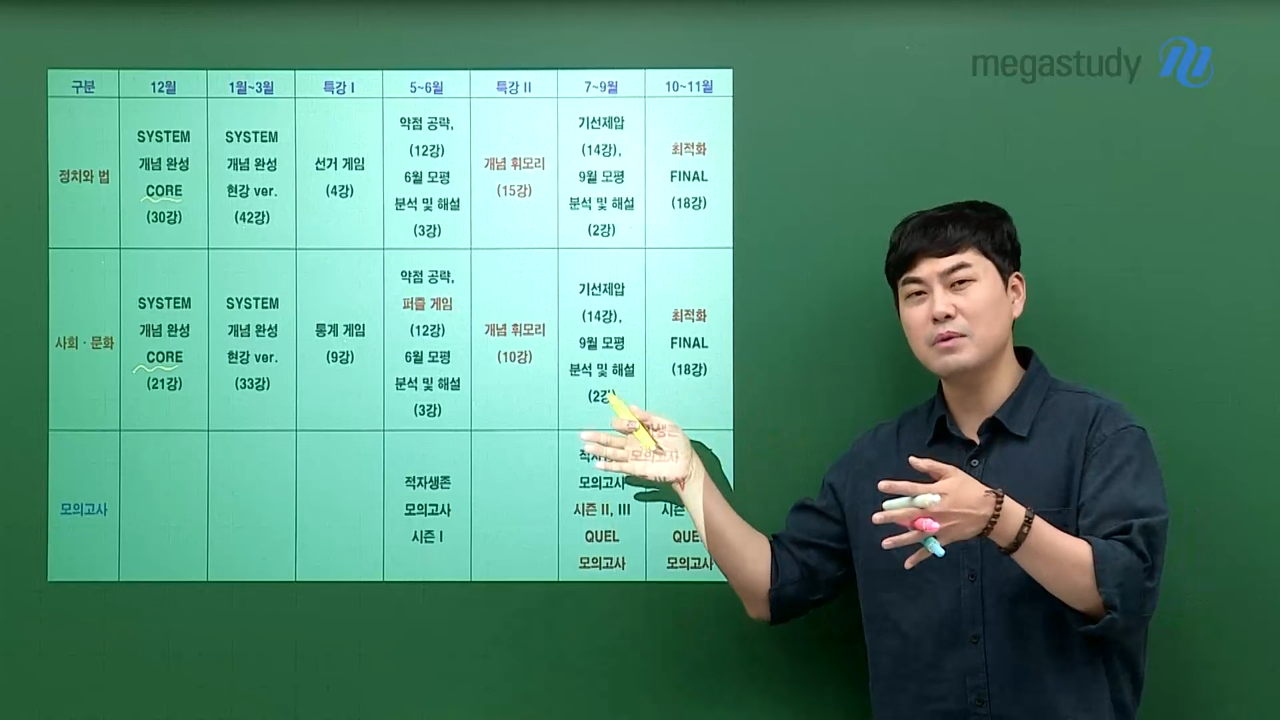 megastudy
구분 12월 1월~3월 특강 I 5~6월 특강 II 7~9월 10~11월
정치와 법
SYSTEM
개념 완성
CORE
(30강)
SYSTEM
개념 완성
현강 ver.
(42강)
선거 게임
(4강)
약점 공략,
(12강)
6월 모평
분석 및 해설
(3강)
개념 휘모리
(15강)
기선제압
(14강),
9월 모평
분석 및 해설
(2강)
최적화
FINAL
(18강)
사회·문화
SYSTEM
개념 완성
CORE
(21강)
SYSTEM
개념 완성
현강 ver.
(33강)
통계 게임
(9강)
약점 공략,
퍼즐 게임
(12강)
6월 모평
분석 및 해설
(3강)
개념 휘모리
(10강)
기선제압
(14강),
9월 모평
분석 및 해설
(2강)
최적화
FINAL
(18강)
모의고사
적자생존
모의고사
시즌 I
모의고사
시즌 II, III
QUEL
모의고사
모의고사
시즌
모의고사